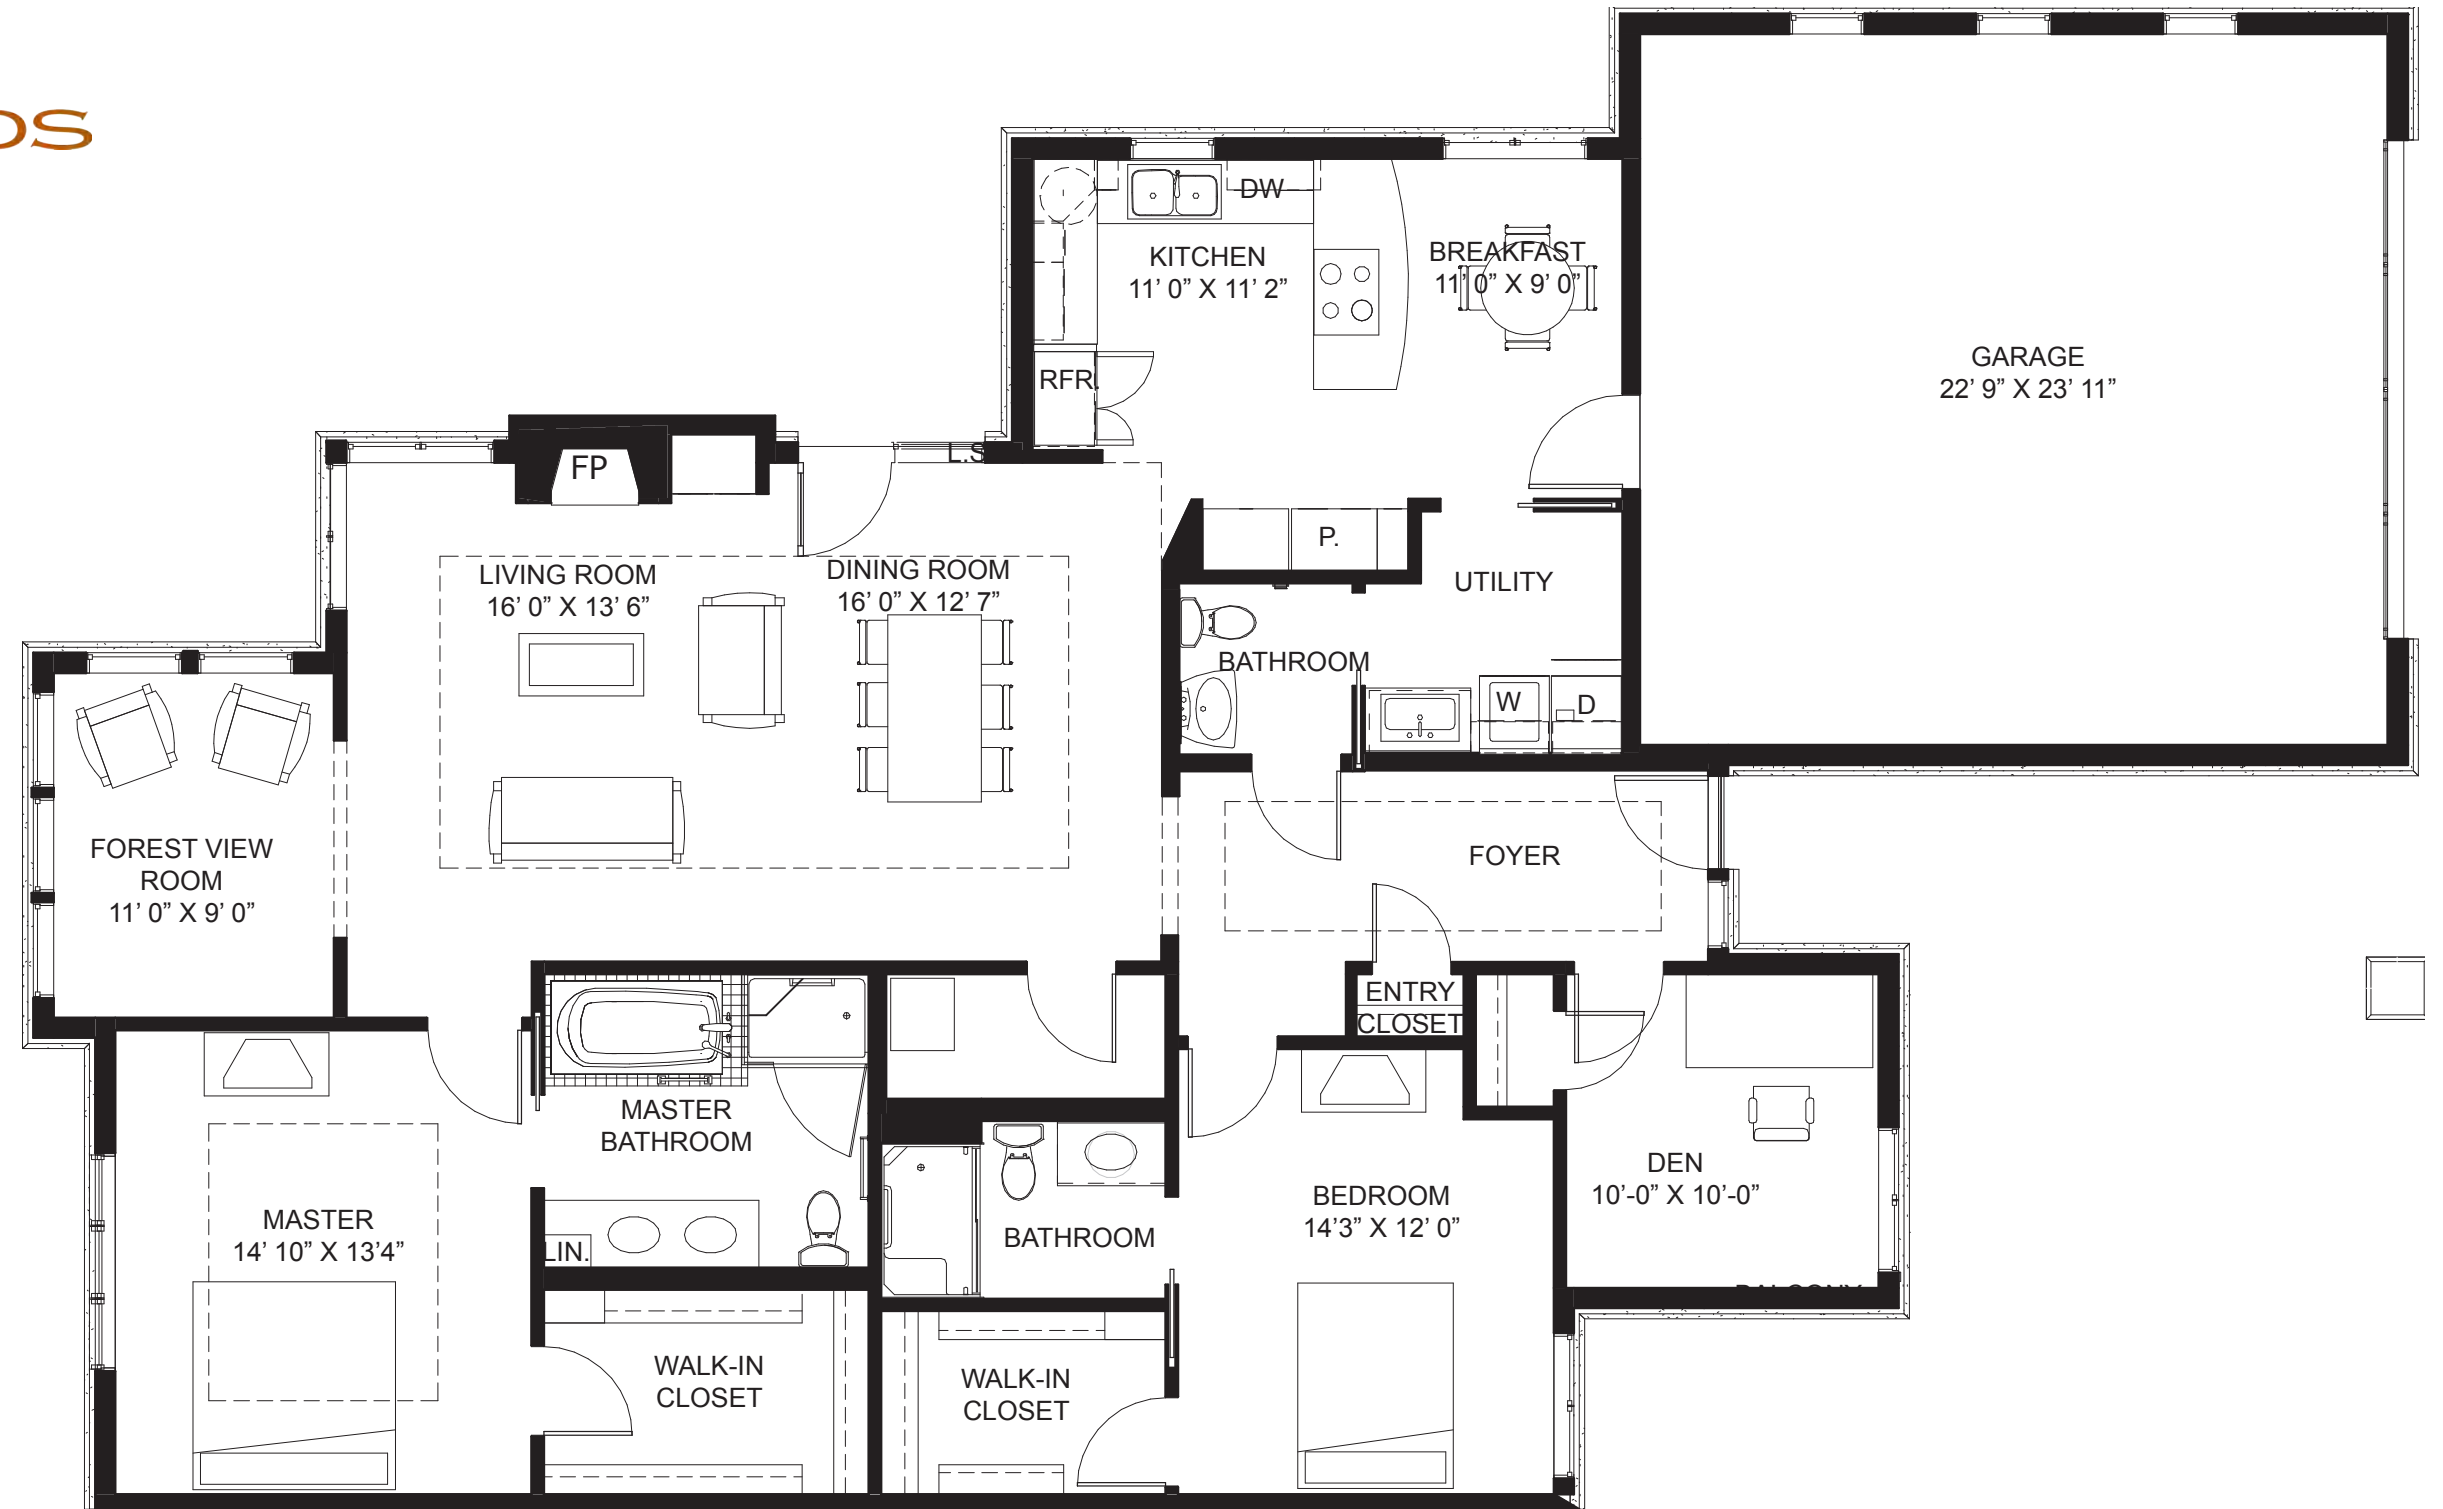 OS
DW
KITCHEN
11' 0" X 11' 2"
BREAKFAST
11' 0" X 9' 0"
RFR.
GARAGE
22' 9" X 23' 11"
FP
L.S
P.
LIVING ROOM
16' 0" X 13' 6"
DINING ROOM
16' 0" X 12' 7"
UTILITY
BATHROOM
W
D
FOREST VIEW
ROOM
11' 0" X 9' 0"
FOYER
ENTRY
CLOSET
MASTER
BATHROOM
DEN
10'-0" X 10'-0"
MASTER
14' 10" X 13'4"
BEDROOM
14'3" X 12' 0"
BATHROOM
LIN.
BALCONY
WALK-IN
CLOSET
WALK-IN
CLOSET